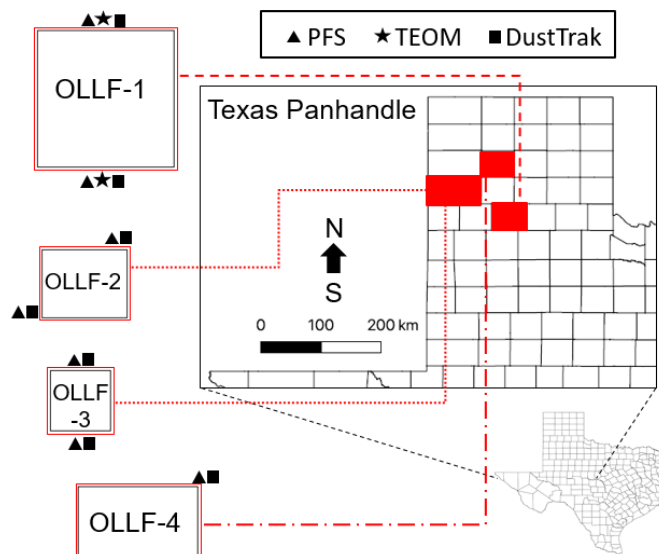 PFS TEOM DustTrak
OLLF-1
Texas Panhandle
N
S
0 100 200 km
OLLF-2
OLLF
-3
OLLF-4